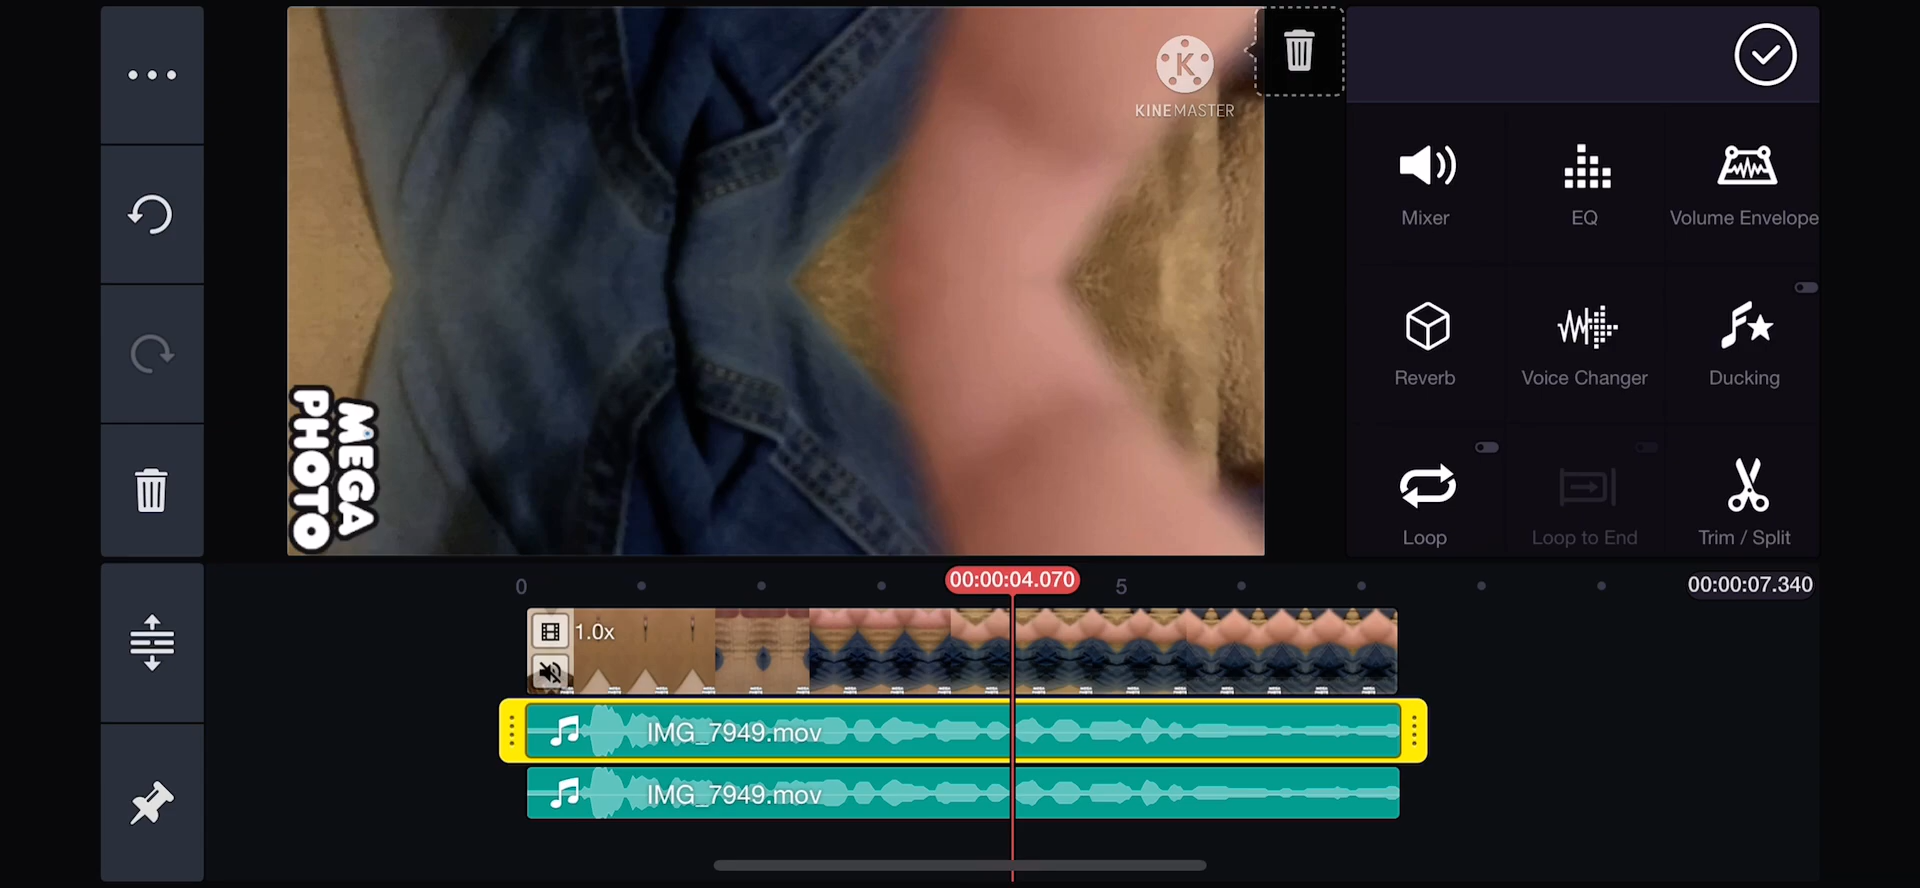 KINEMASTER
K
MEGA
PHOTO
Mixer
EQ
Volume Envelope
Reverb
Voice Changer
Ducking
Loop
Loop to End
Trim / Split
0
00:00:04.070
5
00:00:07.340
1.0x
IMG_7949.mov
IMG_7949.mov